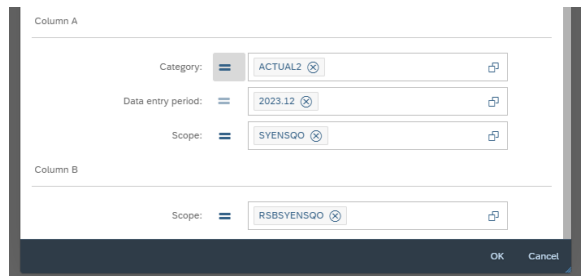 Column A
Category: = ACTUAL2
Data entry period: = 2023.12
Scope: = SYENSQO
Column B
Scope: = RSBSYENSQO
OK Cancel